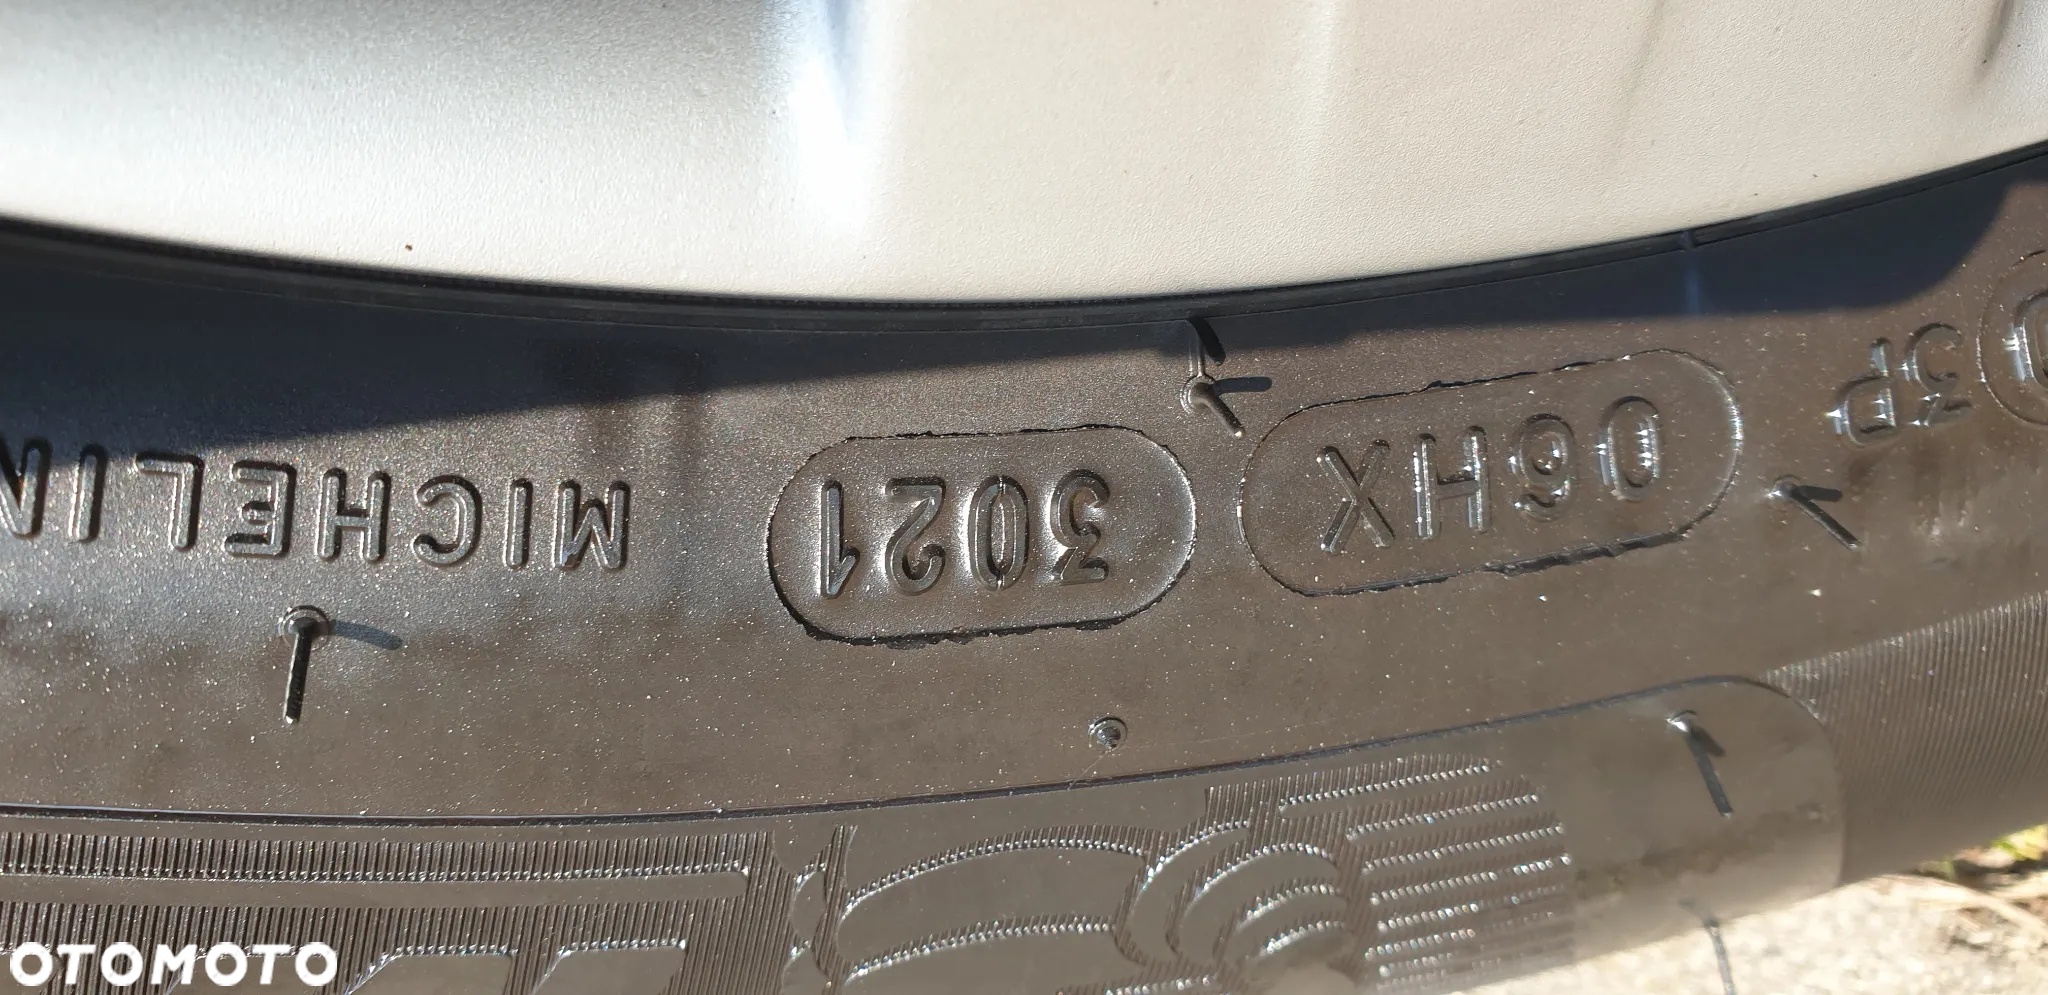 3P 06HX 3021 MICHELIN
OTOMOTO